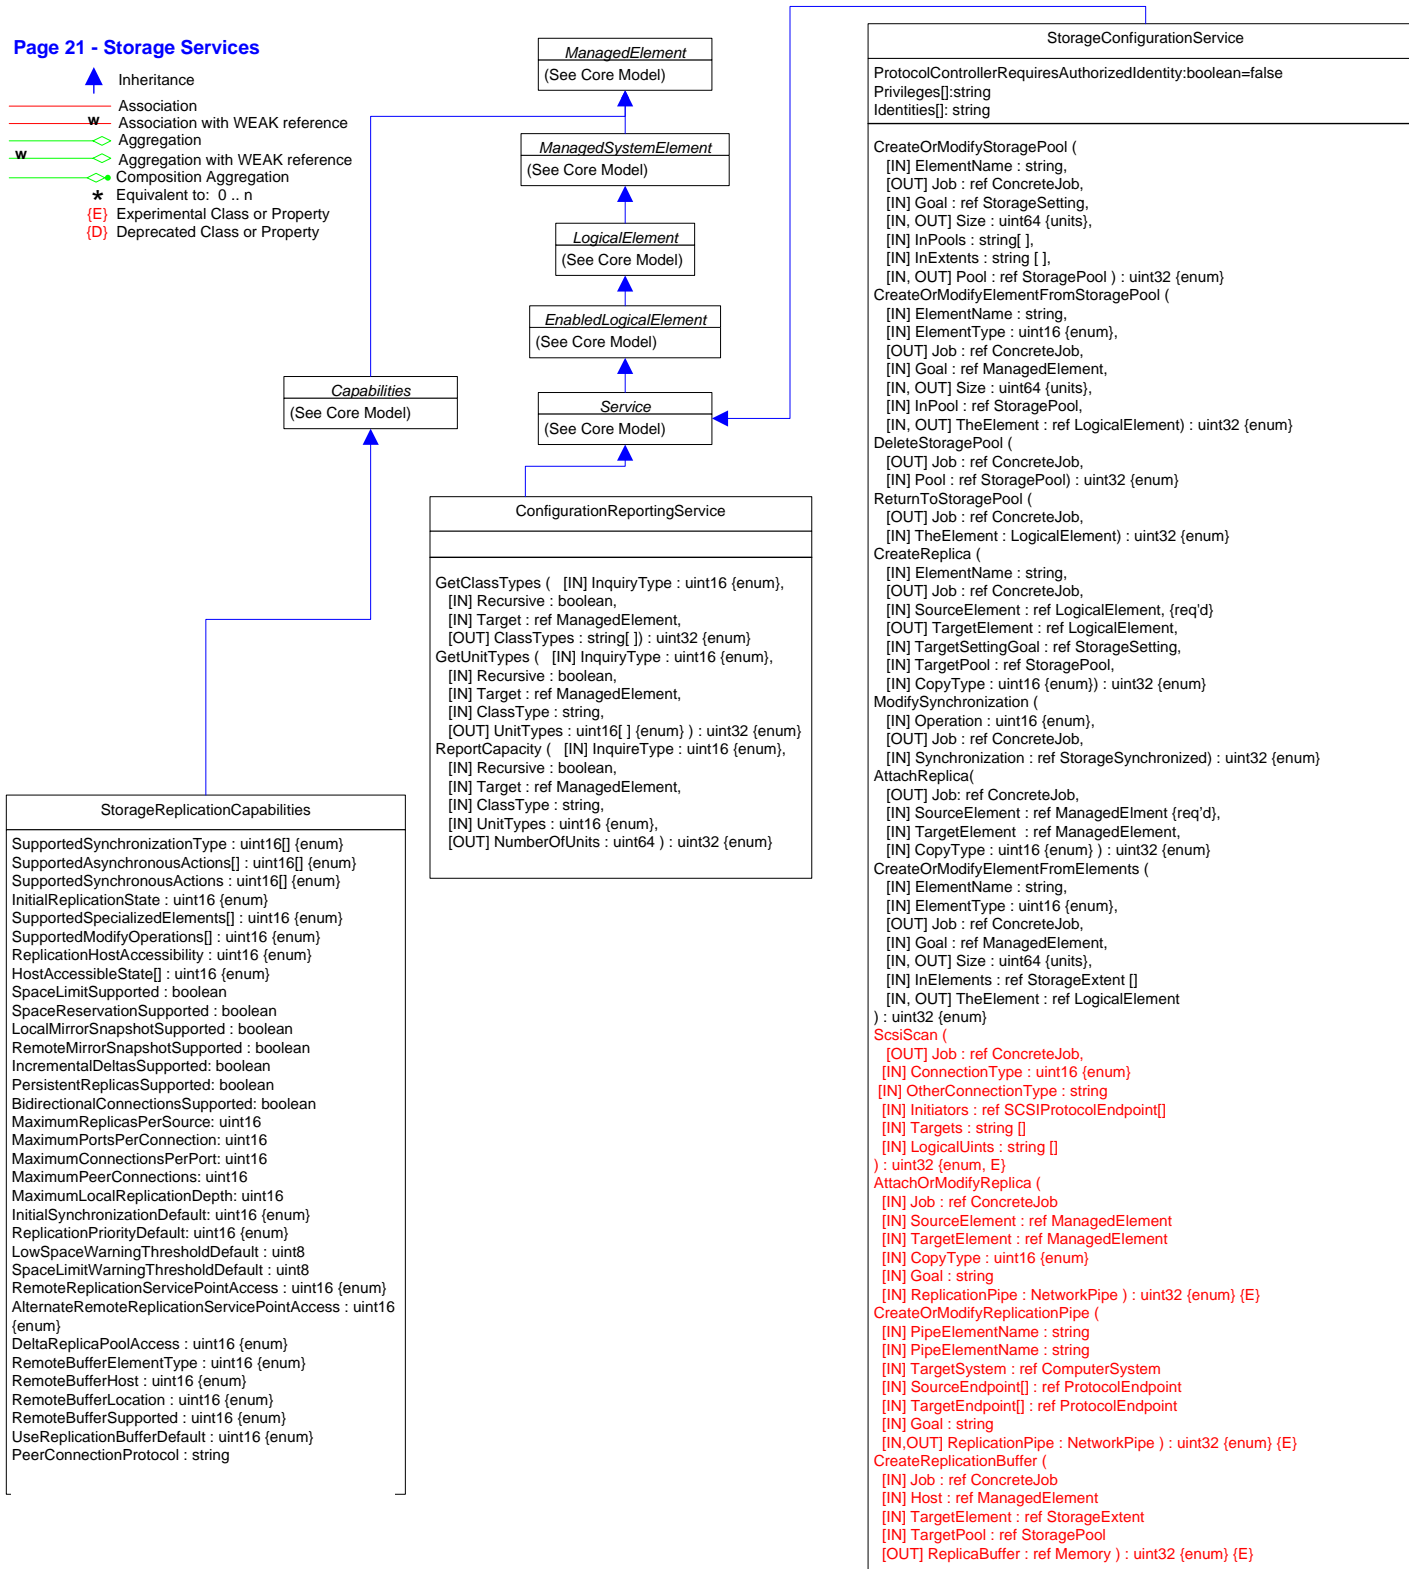 Page 21 - Storage Services
Inheritance
Association
w Association with WEAK reference
Aggregation
w Aggregation with WEAK reference
Composition Aggregation
* Equivalent to: 0 .. n
{E} Experimental Class or Property
{D} Deprecated Class or Property
ManagedElement
(See Core Model)
ManagedSystemElement
(See Core Model)
LogicalElement
(See Core Model)
EnabledLogicalElement
(See Core Model)
Capabilities
(See Core Model)
Service
(See Core Model)
ConfigurationReportingService
GetClassTypes ( [IN] InquiryType : uint16 {enum},
[IN] Recursive : boolean,
[IN] Target : ref ManagedElement,
[OUT] ClassTypes : string[ ]) : uint32 {enum}
GetUnitTypes ( [IN] InquiryType : uint16 {enum},
[IN] Recursive : boolean,
[IN] Target : ref ManagedElement,
[IN] ClassType : string,
[OUT] UnitTypes : uint16[ ] {enum} ) : uint32 {enum}
ReportCapacity ( [IN] InquireType : uint16 {enum},
[IN] Recursive : boolean,
[IN] Target : ref ManagedElement,
[IN] ClassType : string,
[IN] UnitTypes : uint16 {enum},
[OUT] NumberOfUnits : uint64 ) : uint32 {enum}
StorageReplicationCapabilities
SupportedSynchronizationType : uint16[] {enum}
SupportedAsynchronousActions[] : uint16[] {enum}
SupportedSynchronousActions : uint16[] {enum}
InitialReplicationState : uint16 {enum}
SupportedSpecializedElements[] : uint16 {enum}
SupportedModifyOperations[] : uint16 {enum}
ReplicationHostAccessibility : uint16 {enum}
HostAccessibleState[] : uint16 {enum}
SpaceLimitSupported : boolean
SpaceReservationSupported : boolean
LocalMirrorSnapshotSupported : boolean
RemoteMirrorSnapshotSupported : boolean
IncrementalDeltasSupported: boolean
PersistentReplicasSupported: boolean
BidirectionalConnectionsSupported: boolean
MaximumReplicasPerSource: uint16
MaximumPortsPerConnection: uint16
MaximumConnectionsPerPort: uint16
MaximumPeerConnections: uint16
MaximumLocalReplicationDepth: uint16
InitialSynchronizationDefault: uint16 {enum}
ReplicationPriorityDefault: uint16 {enum}
LowSpaceWarningThresholdDefault : uint8
SpaceLimitWarningThresholdDefault : uint8
RemoteReplicationServicePointAccess : uint16 {enum}
AlternateRemoteReplicationServicePointAccess : uint16
{enum}
DeltaReplicaPoolAccess : uint16 {enum}
RemoteBufferElementType : uint16 {enum}
RemoteBufferHost : uint16 {enum}
RemoteBufferLocation : uint16 {enum}
RemoteBufferSupported : uint16 {enum}
UseReplicationBufferDefault : uint16 {enum}
PeerConnectionProtocol : string
StorageConfigurationService
ProtocolControllerRequiresAuthorizedIdentity:boolean=false
Privileges[]:string
Identities[]: string
CreateOrModifyStoragePool (
[IN] ElementName : string,
[OUT] Job : ref ConcreteJob,
[IN] Goal : ref StorageSetting,
[IN, OUT] Size : uint64 {units},
[IN] InPools : string[ ],
[IN] InExtents : string [ ],
[IN, OUT] Pool : ref StoragePool ) : uint32 {enum}
CreateOrModifyElementFromStoragePool (
[IN] ElementName : string,
[IN] ElementType : uint16 {enum},
[OUT] Job : ref ConcreteJob,
[IN] Goal : ref ManagedElement,
[IN, OUT] Size : uint64 {units},
[IN] InPool : ref StoragePool,
[IN, OUT] TheElement : ref LogicalElement) : uint32 {enum}
DeleteStoragePool (
[OUT] Job : ref ConcreteJob,
[IN] Pool : ref StoragePool) : uint32 {enum}
ReturnToStoragePool (
[OUT] Job : ref ConcreteJob,
[IN] TheElement : LogicalElement) : uint32 {enum}
CreateReplica (
[IN] ElementName : string,
[OUT] Job : ref ConcreteJob,
[IN] SourceElement : ref LogicalElement, {req'd}
[OUT] TargetElement : ref LogicalElement,
[IN] TargetSettingGoal : ref StorageSetting,
[IN] TargetPool : ref StoragePool,
[IN] CopyType : uint16 {enum}) : uint32 {enum}
ModifySynchronization (
[IN] Operation : uint16 {enum},
[OUT] Job : ref ConcreteJob,
[IN] Synchronization : ref StorageSynchronized) : uint32 {enum}
AttachReplica(
[OUT] Job: ref ConcreteJob,
[IN] SourceElement : ref ManagedElment {req'd},
[IN] TargetElement : ref ManagedElement,
[IN] CopyType : uint16 {enum} ) : uint32 {enum}
CreateOrModifyElementFromElements (
[IN] ElementName : string,
[IN] ElementType : uint16 {enum},
[OUT] Job : ref ConcreteJob,
[IN] Goal : ref ManagedElement,
[IN, OUT] Size : uint64 {units},
[IN] InElements : ref StorageExtent []
[IN, OUT] TheElement : ref LogicalElement
) : uint32 {enum}
ScsiScan (
[OUT] Job : ref ConcreteJob,
[IN] ConnectionType : uint16 {enum}
[IN] OtherConnectionType : string
[IN] Initiators : ref SCSIProtocolEndpoint[]
[IN] Targets : string []
[IN] LogicalUints : string []
) : uint32 {enum, E}
AttachOrModifyReplica (
[IN] Job : ref ConcreteJob
[IN] SourceElement : ref ManagedElement
[IN] TargetElement : ref ManagedElement
[IN] CopyType : uint16 {enum}
[IN] Goal : string
[IN] ReplicationPipe : NetworkPipe ) : uint32 {enum} {E}
CreateOrModifyReplicationPipe (
[IN] PipeElementName : string
[IN] PipeElementName : string
[IN] TargetSystem : ref ComputerSystem
[IN] SourceEndpoint[] : ref ProtocolEndpoint
[IN] TargetEndpoint[] : ref ProtocolEndpoint
[IN] Goal : string
[IN,OUT] ReplicationPipe : NetworkPipe ) : uint32 {enum} {E}
CreateReplicationBuffer (
[IN] Job : ref ConcreteJob
[IN] Host : ref ManagedElement
[IN] TargetElement : ref StorageExtent
[IN] TargetPool : ref StoragePool
[OUT] ReplicaBuffer : ref Memory ) : uint32 {enum} {E}